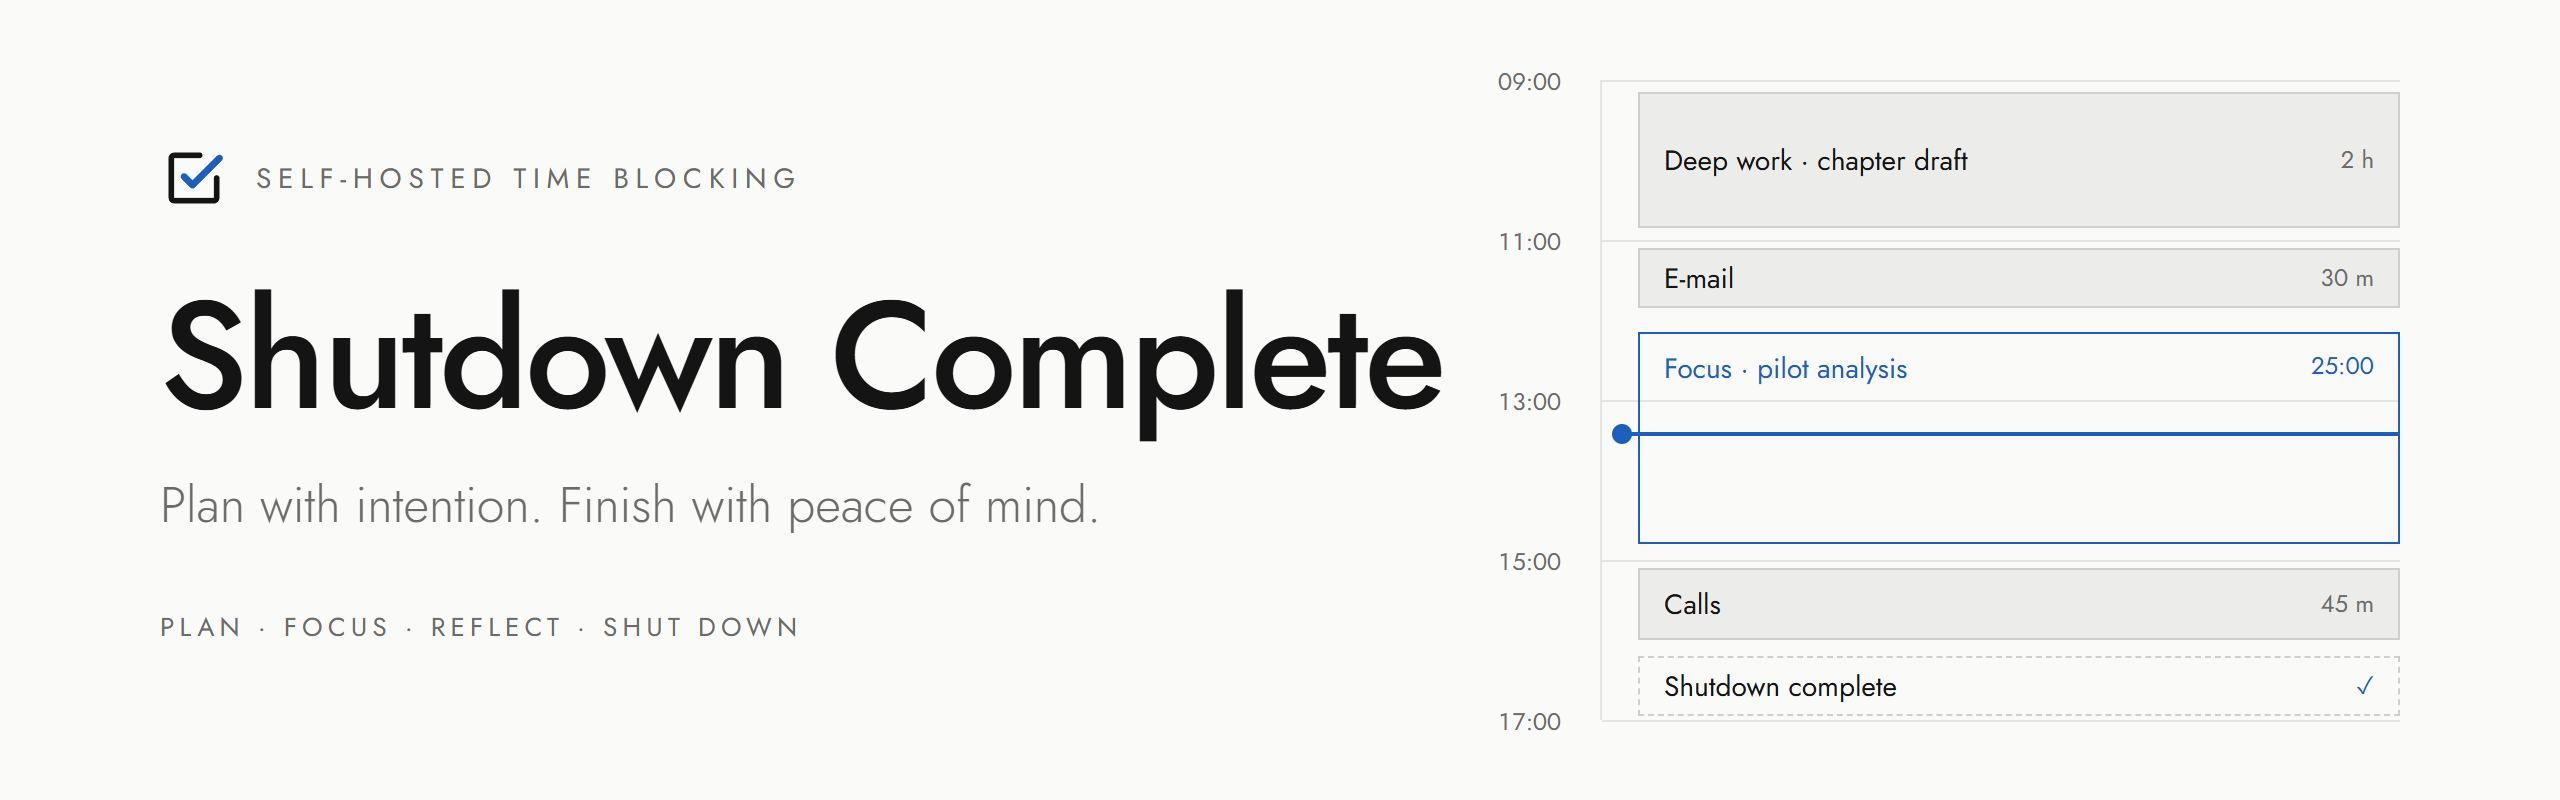 SELF-HOSTED TIME BLOCKING
Shutdown Complete
Plan with intention. Finish with peace of mind.
PLAN · FOCUS · REFLECT · SHUT DOWN
09:00
Deep work · chapter draft 2 h
11:00
E-mail 30 m
Focus · pilot analysis 25:00
13:00
15:00
Calls 45 m
Shutdown complete ✓
17:00